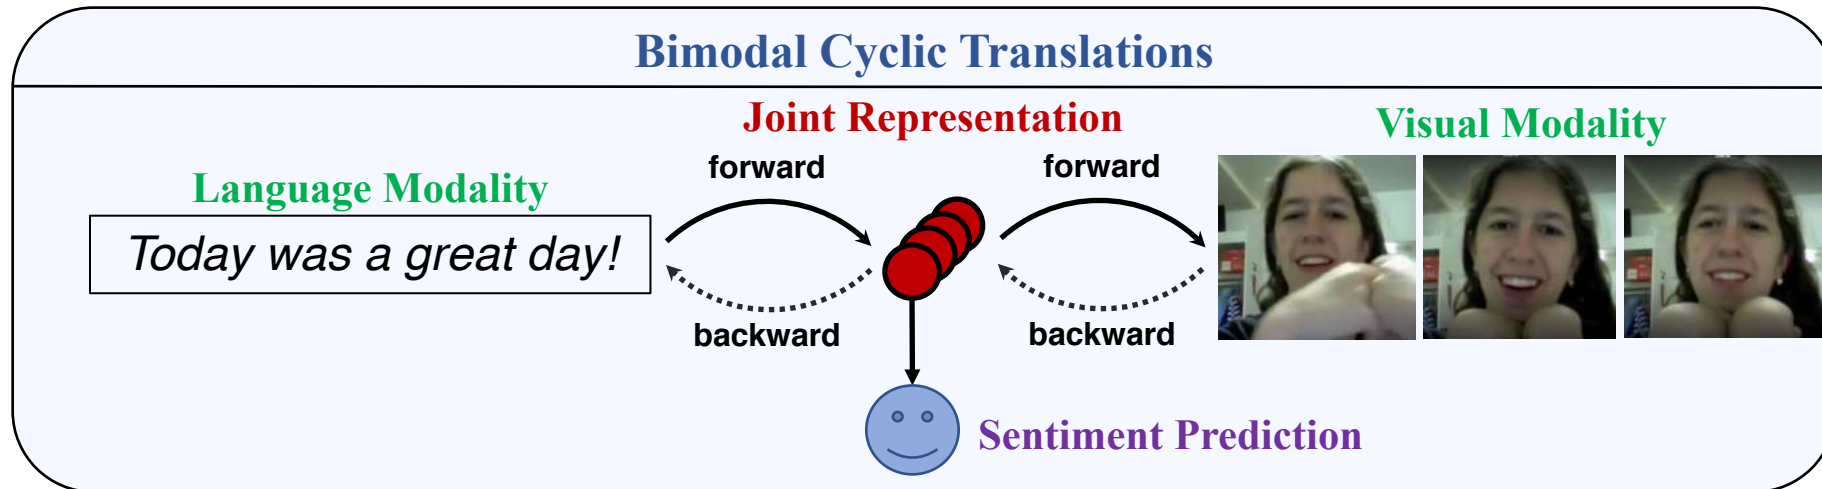 Bimodal Cyclic Translations
Joint Representation
Visual Modality
forward
forward
Language Modality
Today was a great day!
backward
backward
Sentiment Prediction